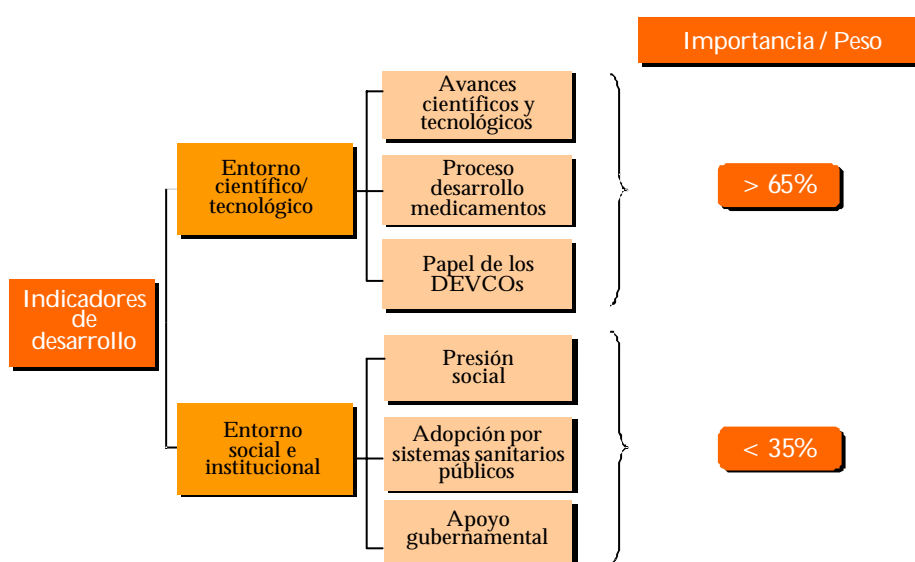 Importancia / Peso
Avances
científicos y
tecnológicos
Entorno
científico/
tecnológico
Proceso
desarrollo
medicamentos
> 65%
Papel de los
DEVCOs
Indicadores
de
desarrollo
Presión
social
Entorno
social e
institucional
Adopción por
sistemas sanitarios
públicos
< 35%
Apoyo
gubernamental